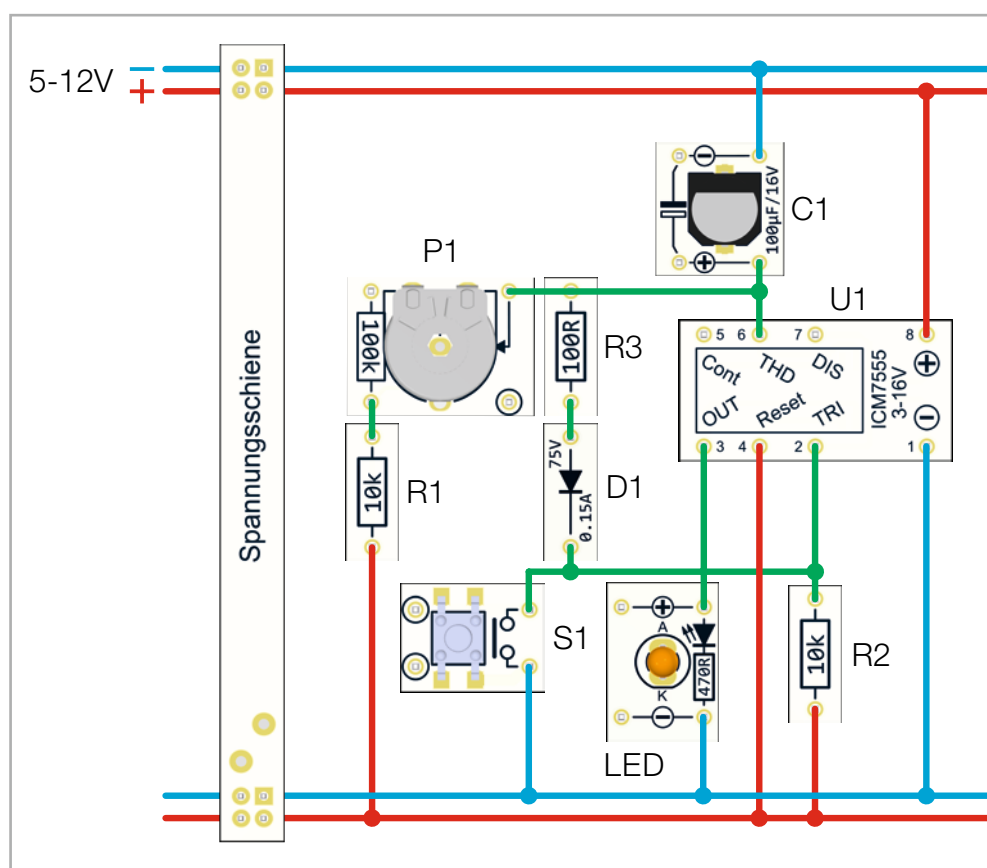 5-12V − +
Spannungsschiene
P1
100k
R1
10k
R3
100R
D1
75V
0.15A
C1
100µF/16V
U1
5 6 7 8
Cont THD DIS
OUT Reset TRI
ICM7555
3-16V
3 4 2 1
S1
A
K
470R
LED
R2
10k